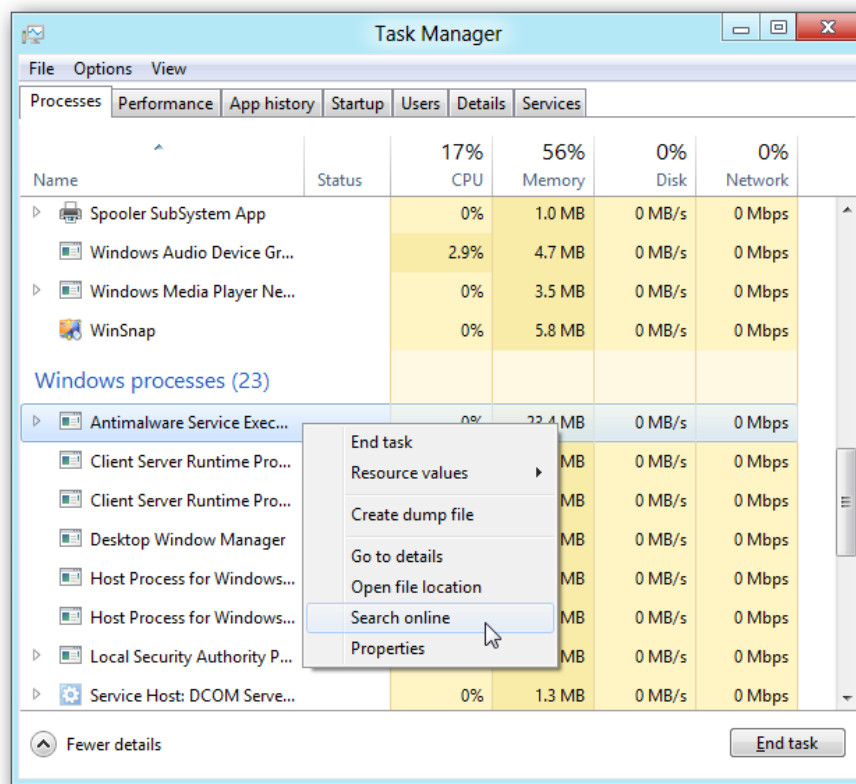 Task Manager
File Options View
Processes Performance App history Startup Users Details Services
17% 56% 0% 0%
Name Status CPU Memory Disk Network
Spooler SubSystem App 0% 1.0 MB 0 MB/s 0 Mbps
Windows Audio Device Gr... 2.9% 4.7 MB 0 MB/s 0 Mbps
Windows Media Player Ne... 0% 3.5 MB 0 MB/s 0 Mbps
WinSnap 0% 5.8 MB 0 MB/s 0 Mbps
Windows processes (23)
Antimalware Service Exec... 0% 23.4 MB 0 MB/s 0 Mbps
End task
Client Server Runtime Pro... MB 0 MB/s 0 Mbps
Resource values
Client Server Runtime Pro... MB 0 MB/s 0 Mbps
Create dump file
Desktop Window Manager MB 0 MB/s 0 Mbps
Go to details
Host Process for Windows... MB 0 MB/s 0 Mbps
Open file location
Host Process for Windows... MB 0 MB/s 0 Mbps
Search online
Local Security Authority P... MB 0 MB/s 0 Mbps
Properties
Service Host: DCOM Serve... 0% 1.3 MB 0 MB/s 0 Mbps
Fewer details End task